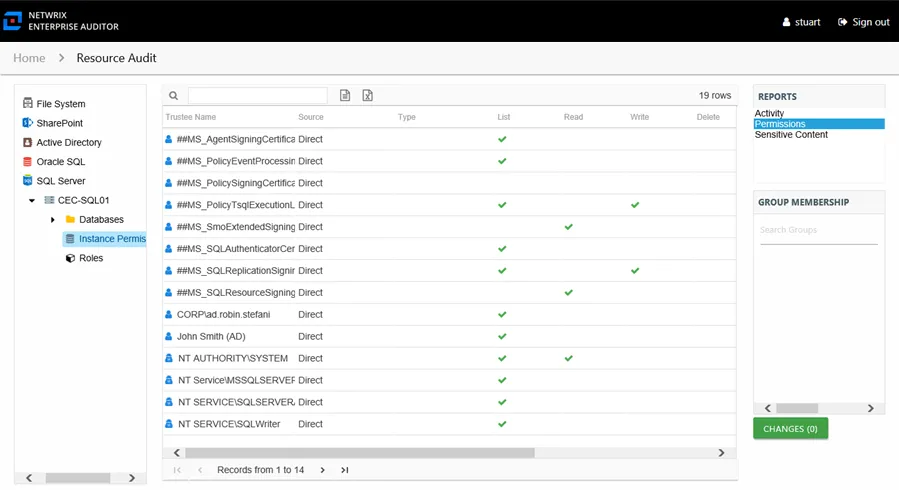 NETWRIX
ENTERPRISE AUDITOR
stuart
Sign out
Home > Resource Audit
File System
SharePoint
Active Directory
Oracle SQL
SQL Server
CEC-SQL01
Databases
Instance Permis
Roles
19 rows
Trustee Name Source Type List Read Write Delete
##MS_AgentSigningCertifica Direct
##MS_PolicyEventProcessin Direct
##MS_PolicySigningCertifica Direct
##MS_PolicyTsqlExecutionL Direct
##MS_SmoExtendedSigning Direct
##MS_SQLAuthenticatorCer Direct
##MS_SQLReplicationSignin Direct
##MS_SQLResourceSigning Direct
CORP\ad.robin.stefani Direct
John Smith (AD) Direct
NT AUTHORITY\SYSTEM Direct
NT Service\MSSQLSERVER Direct
NT SERVICE\SQLSERVERA Direct
NT SERVICE\SQLWriter Direct
Records from 1 to 14
REPORTS
Activity
Permissions
Sensitive Content
GROUP MEMBERSHIP
Search Groups
CHANGES (0)